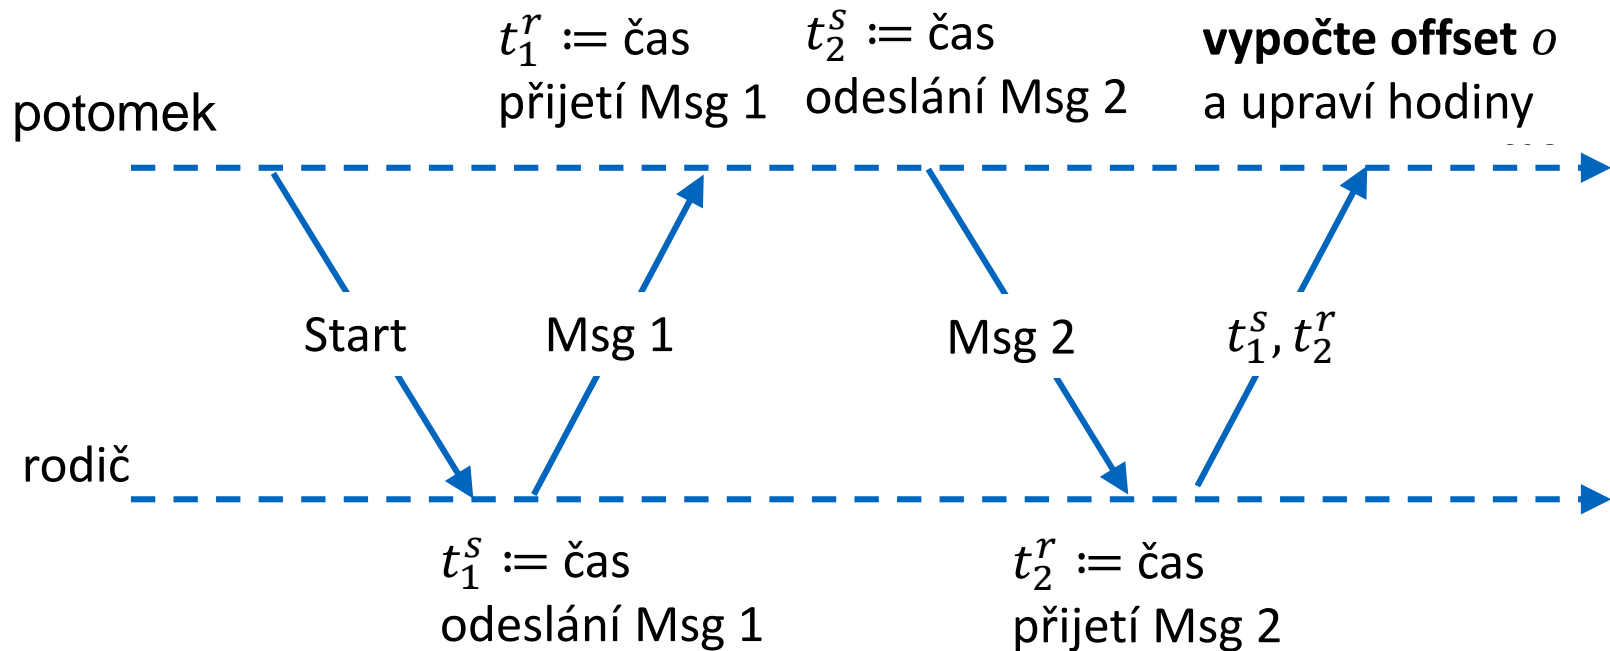 t₁ʳ ≔ čas
přijetí Msg 1
t₂ˢ ≔ čas
odeslání Msg 2
vypočte offset o
a upraví hodiny
potomek
Start
Msg 1
Msg 2
t₁ˢ, t₂ʳ
rodič
t₁ˢ ≔ čas
odeslání Msg 1
t₂ʳ ≔ čas
přijetí Msg 2